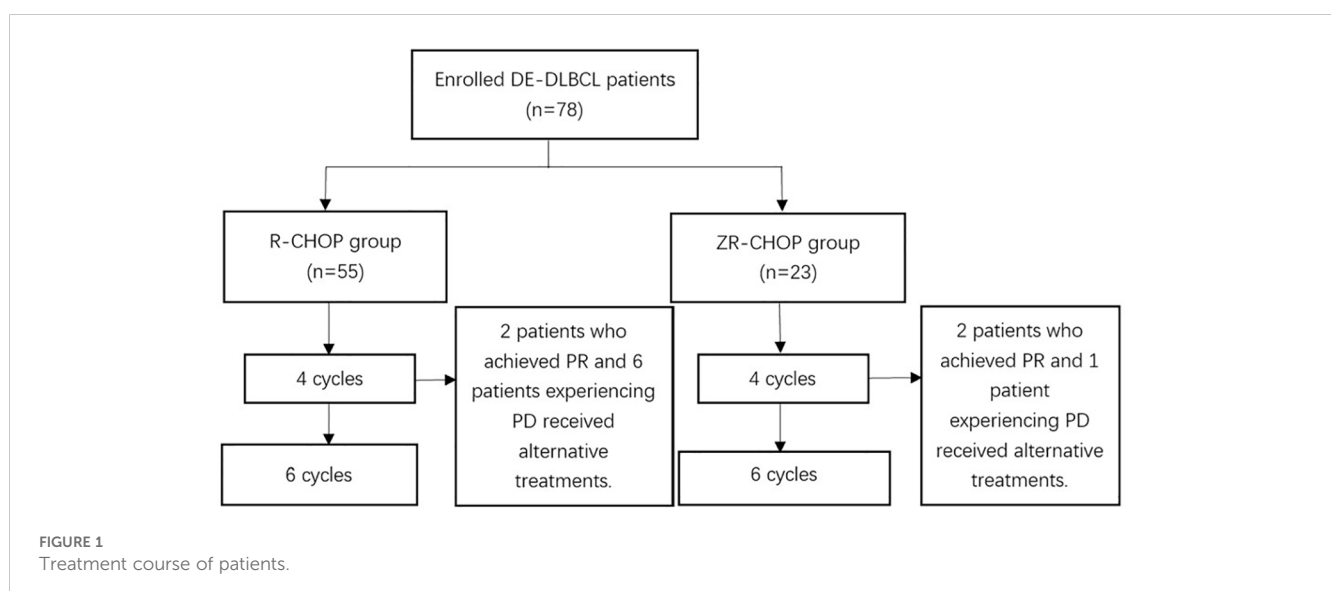 Enrolled DE-DLBCL patients
(n=78)
R-CHOP group
(n=55)
ZR-CHOP group
(n=23)
4 cycles
2 patients who
achieved PR and 6
patients experiencing
PD received
alternative
treatments.
6 cycles
4 cycles
2 patients who
achieved PR and 1
patient
experiencing PD
received alternative
treatments.
6 cycles
FIGURE 1
Treatment course of patients.